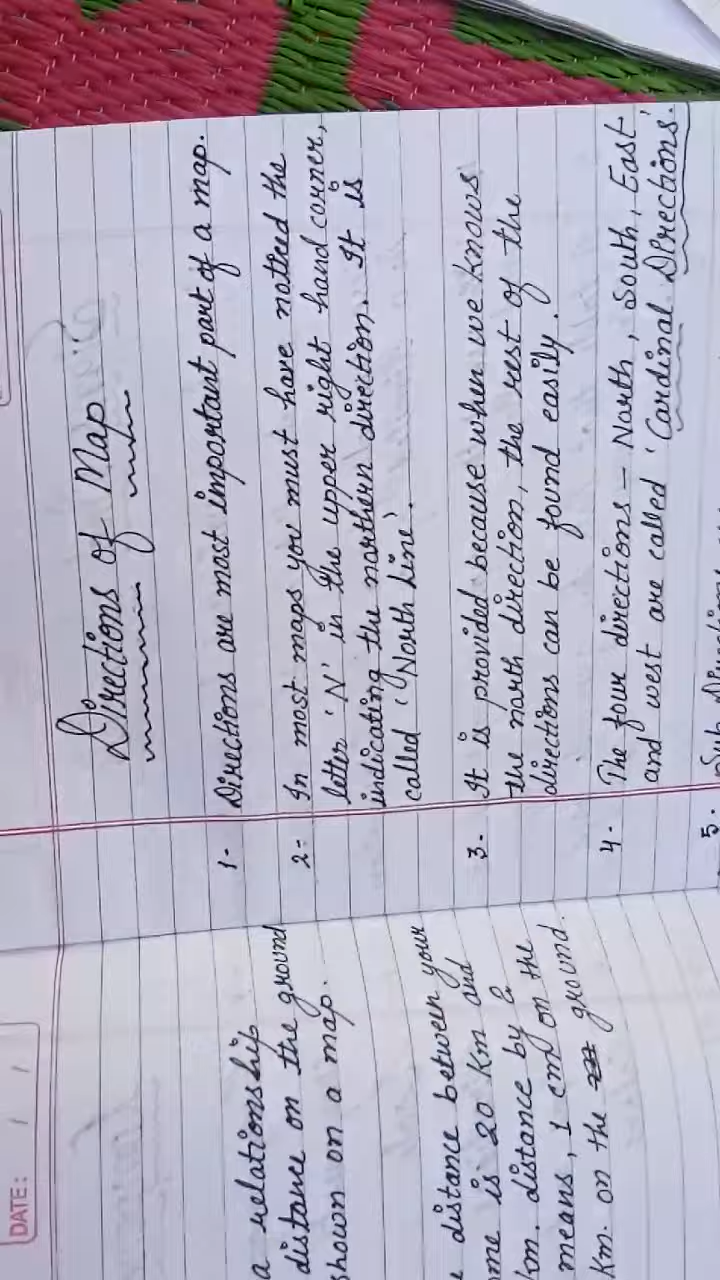 DATE: / /
a relationship
distance on the ground
shown on a map.
distance between your
me is 20 Km and
km. distance by 2
means, 1 cm on the
km. on the ground.
Directions of Map
1- Directions are most important part of a map.
2- In most maps you must have noticed the
letter 'N' in the upper right hand corner,
indicating the northern direction. It is
called 'North Line'.
3- It is provided because when we knows
the north direction, the rest of the
directions can be found easily.
4- The four directions - North, South, East
and west are called 'Cardinal Directions'.
5.